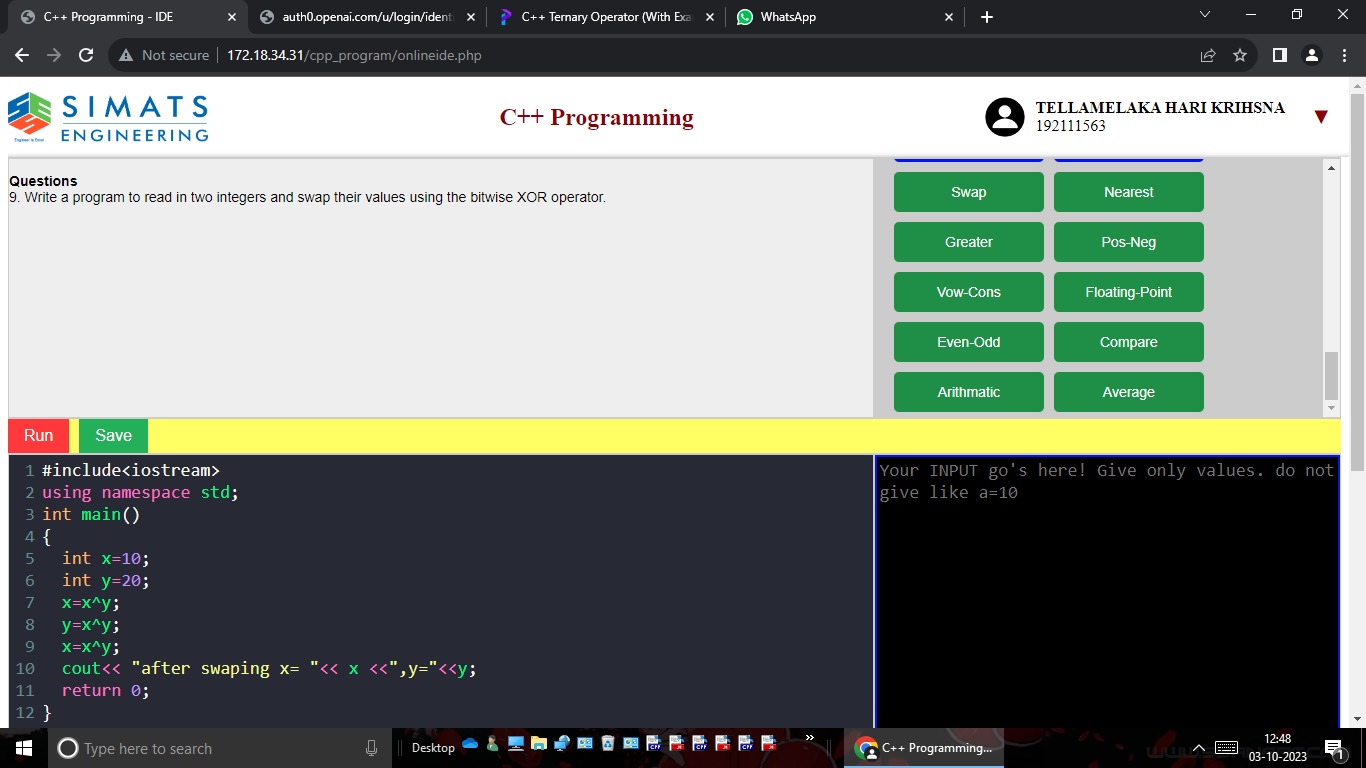 C++ Programming - IDE
auth0.openai.com/u/login/ident
C++ Ternary Operator (With Exa
WhatsApp
Not secure
172.18.34.31/cpp_program/onlineide.php
SIMATS
ENGINEERING
Engineer to Excel
C++ Programming
TELLAMELAKA HARI KRIHSNA
192111563
Questions
9. Write a program to read in two integers and swap their values using the bitwise XOR operator.
Swap
Nearest
Greater
Pos-Neg
Vow-Cons
Floating-Point
Even-Odd
Compare
Arithmatic
Average
Run
Save
1 #include<iostream>
2 using namespace std;
3 int main()
4 {
5 int x=10;
6 int y=20;
7 x=x^y;
8 y=x^y;
9 x=x^y;
10 cout<< "after swaping x= "<< x <<",y="<<y;
11 return 0;
12 }
Your INPUT go's here! Give only values. do not
give like a=10
Type here to search
Desktop
C++ Programming...
12:48
03-10-2023
1